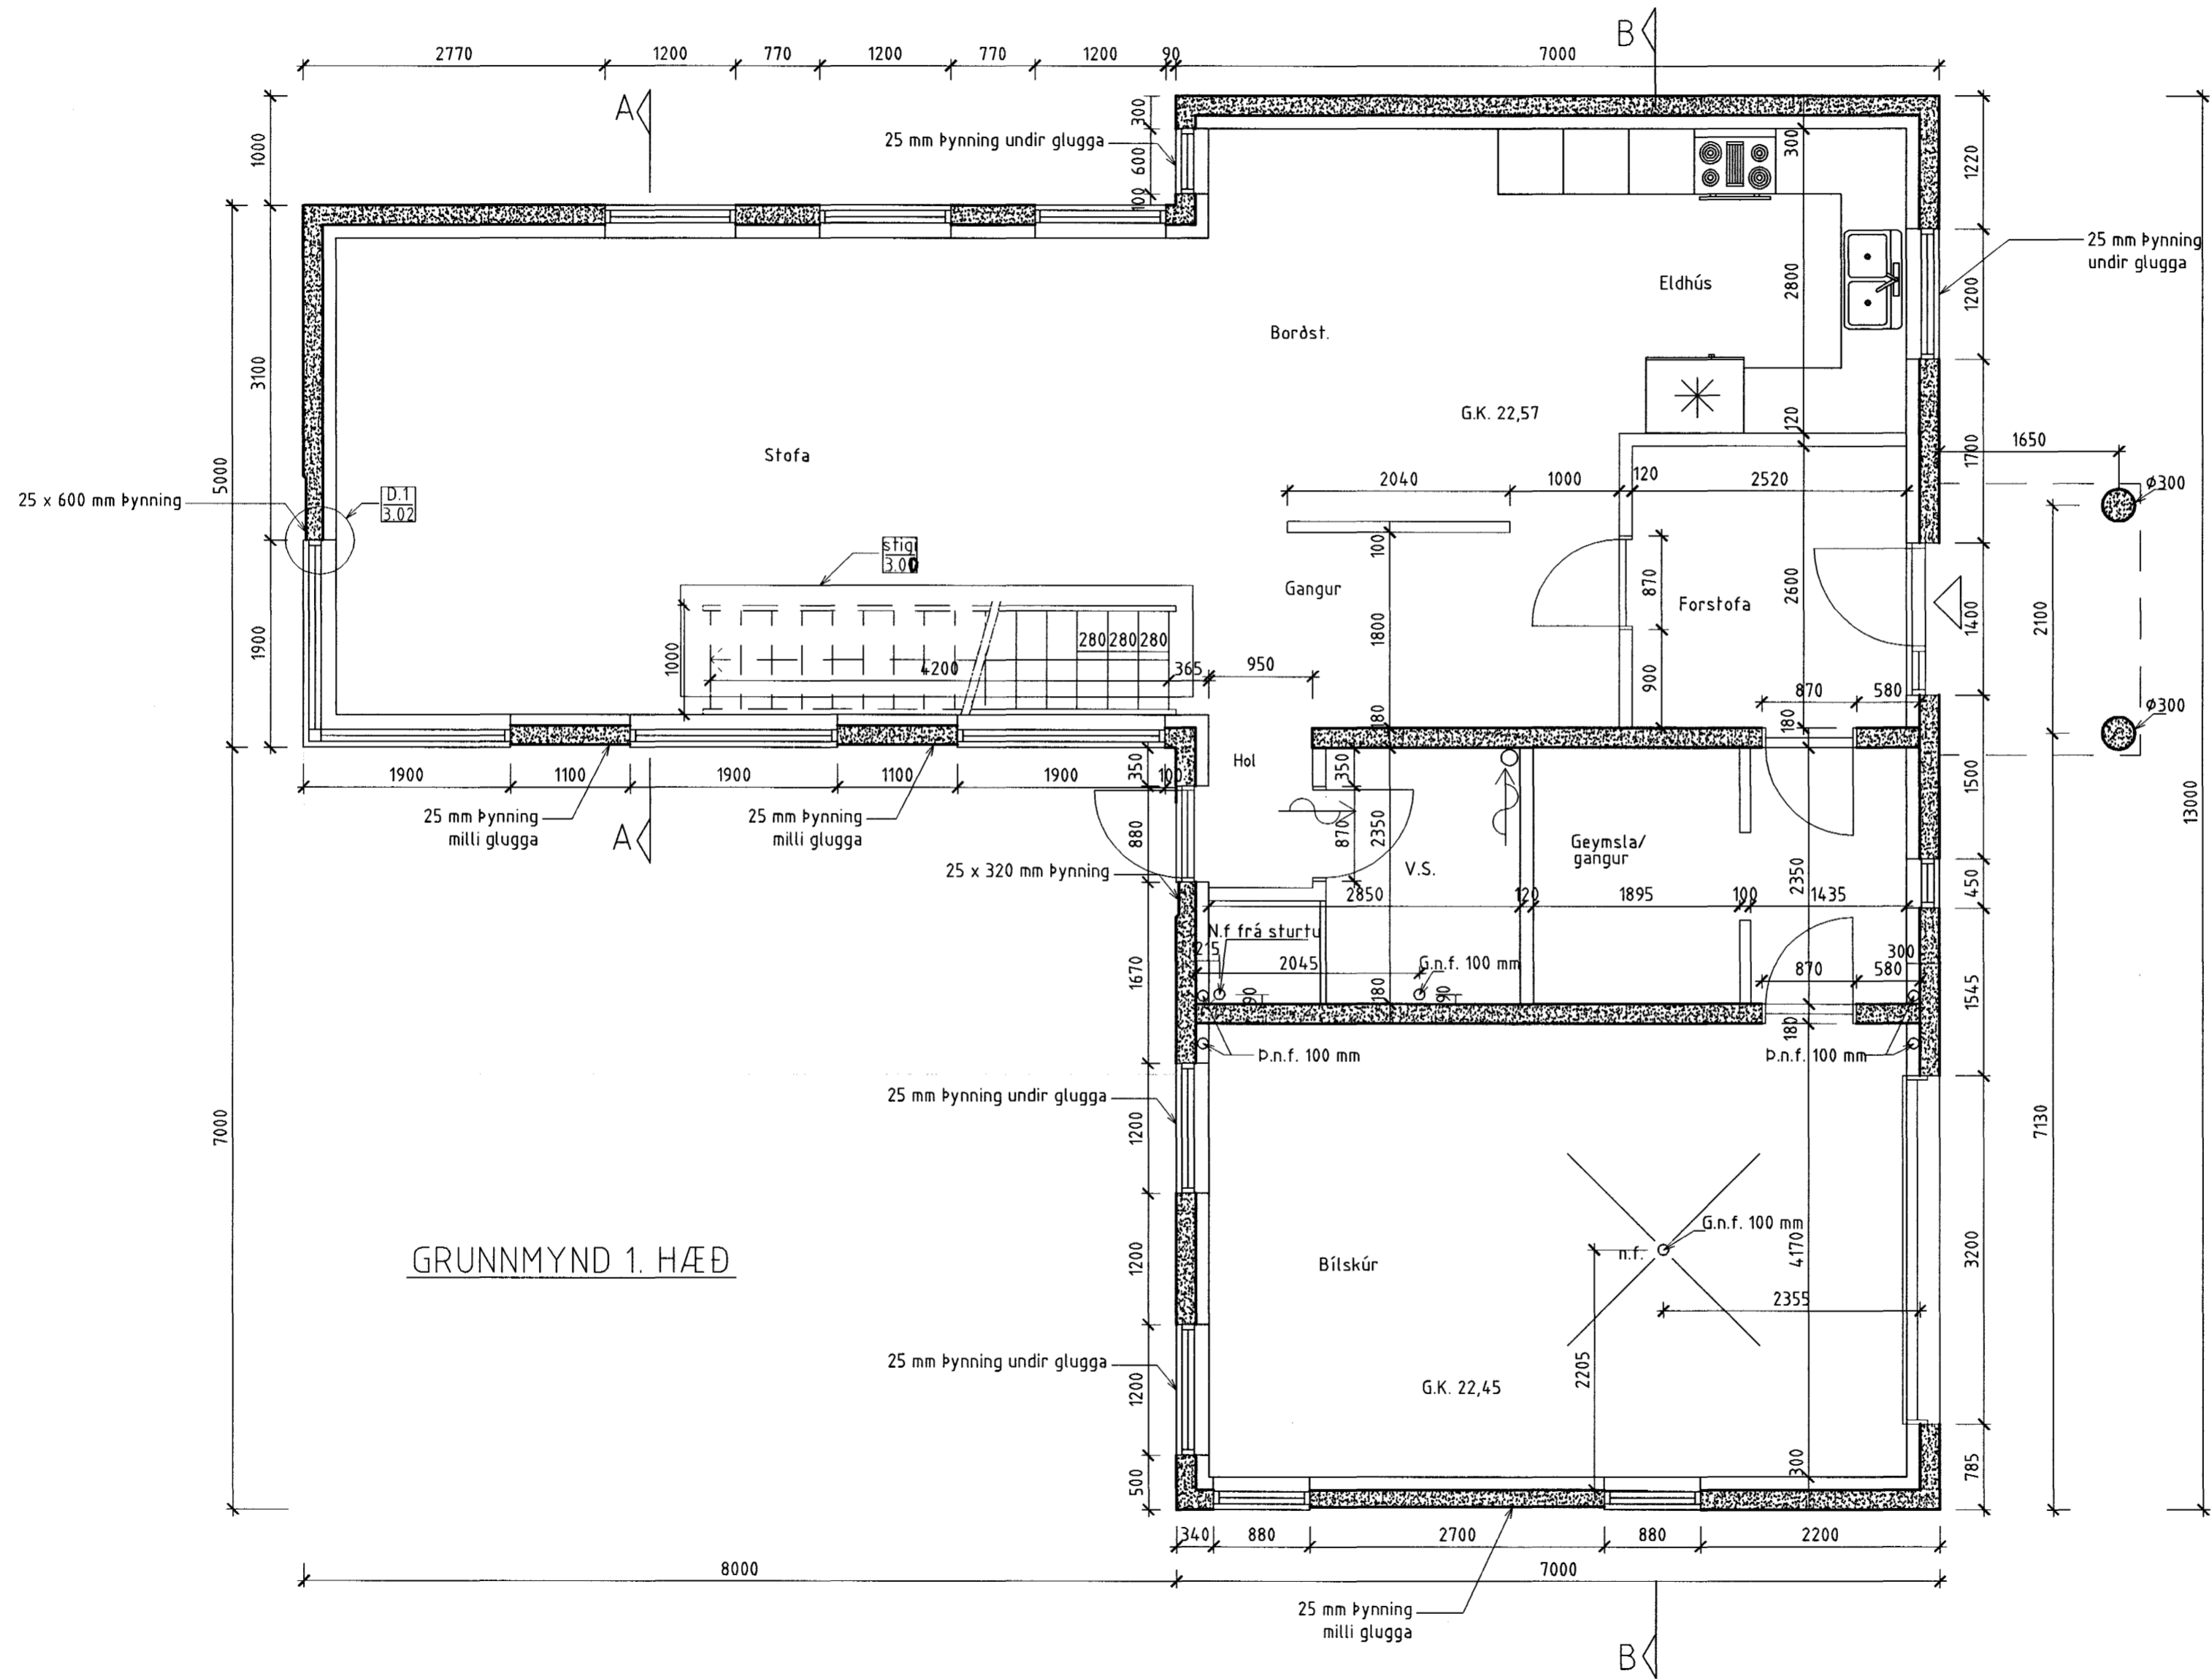 B
2770 1200 770 1200 770 1200 90 7000
A
1000
300
600
100
25 mm Þynning undir glugga
300
1220
25 mm Þynning
undir glugga
Eldhús
2800
1200
Borðst.
3100
G.K. 22,57
120
1700
1650
Stofa
5000
25 x 600 mm Þynning
D.1
3.02
2040 1000 120 2520
ø300
stigi
100
Gangur
870
Forstofa
2600
1400
2100
1900
1000
280 280 280
1800
4200
365
950
900
870 580
180
180
ø300
1900 1100 1900 1100 1900 100
350
Hol
350
1500
13000
25 mm Þynning
milli glugga
25 mm Þynning
milli glugga
A
880
870
2350
V.S.
Geymsla/
gangur
2350
25 x 320 mm Þynning
2850 120 1895 100 1435
450
N.f frá sturtu
215
2045
G.n.f. 100 mm
300
870 580
1670
90
180
90
1545
180
Þ.n.f. 100 mm
Þ.n.f. 100 mm
25 mm Þynning undir glugga
7000
1200
7130
G.n.f. 100 mm
n.f.
GRUNNMYND 1. HÆÐ
1200
Bílskúr
4170
3200
2355
25 mm Þynning undir glugga
1200
2205
G.K. 22,45
500
300
785
340 880 2700 880 2200
8000 7000
25 mm Þynning
milli glugga
B